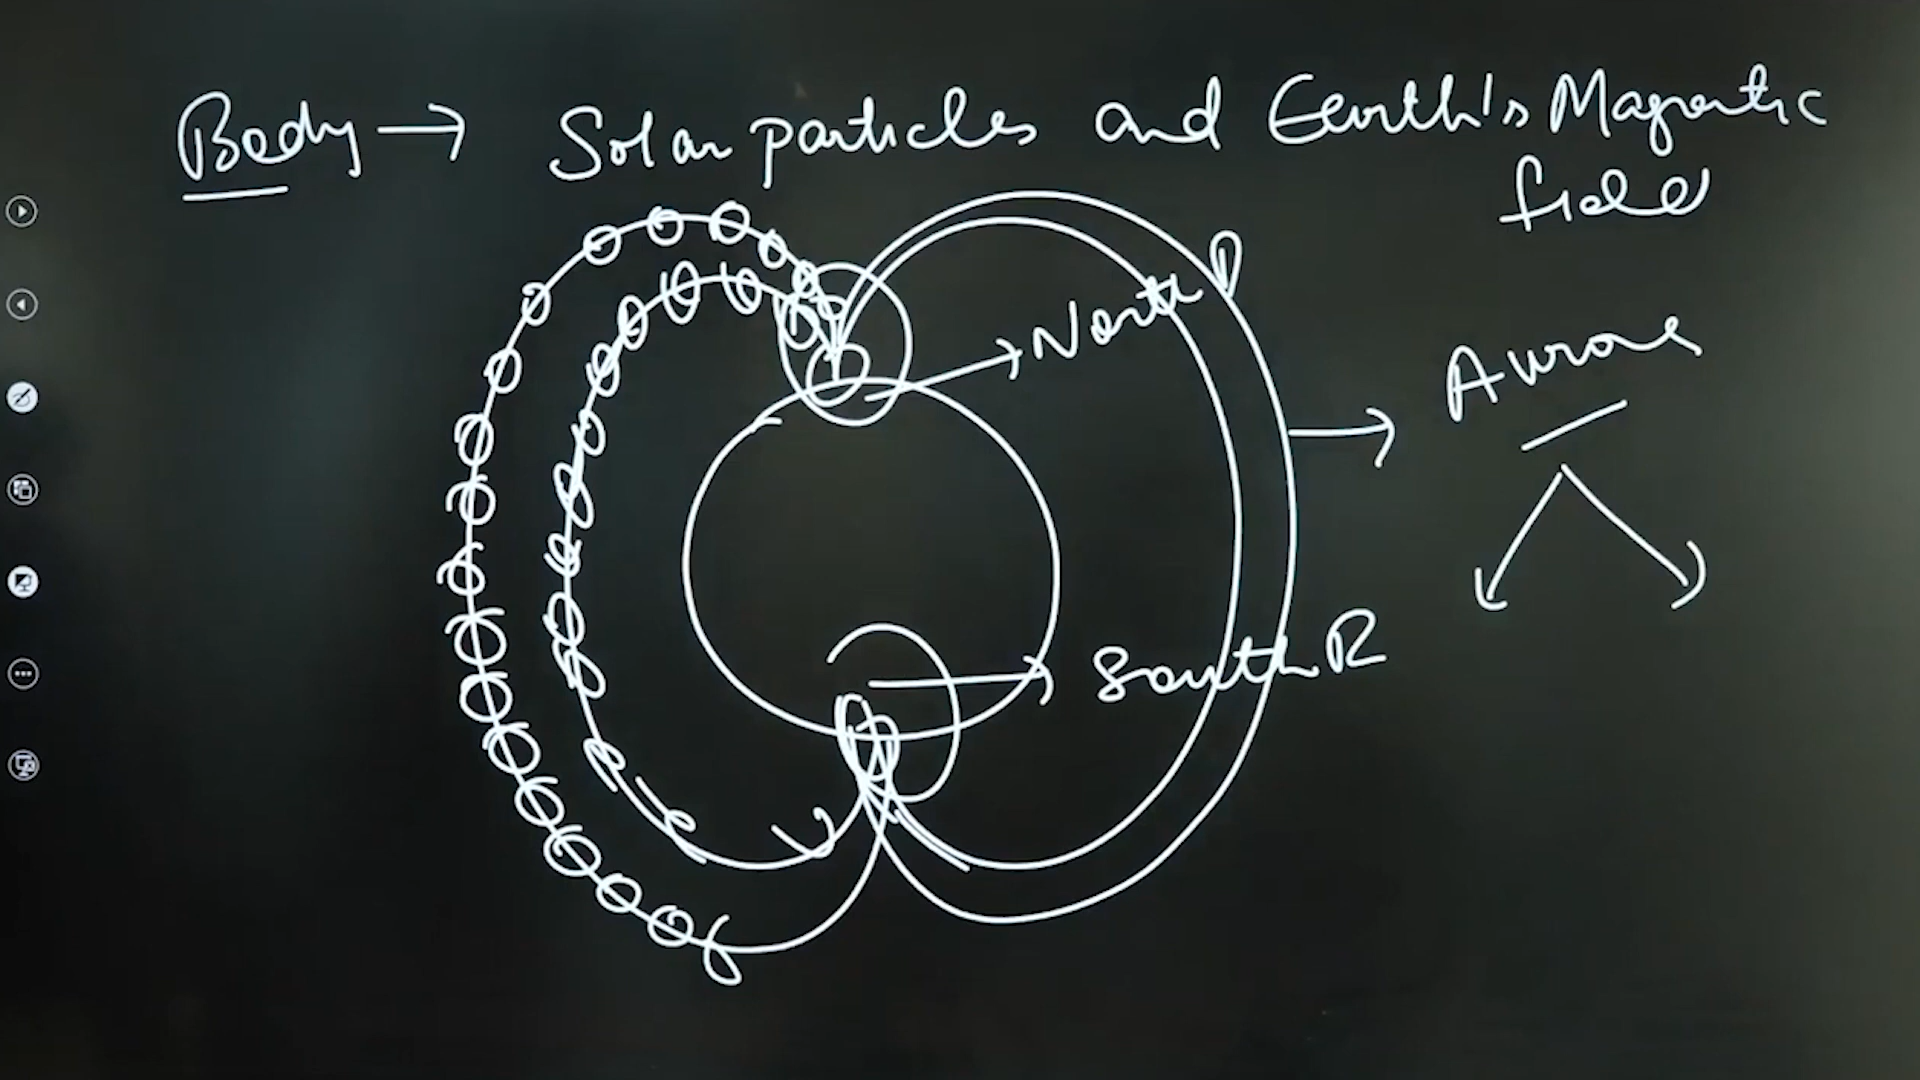 Body → Solar particles and Earth's Magnetic
field
North P
Aurora
South P